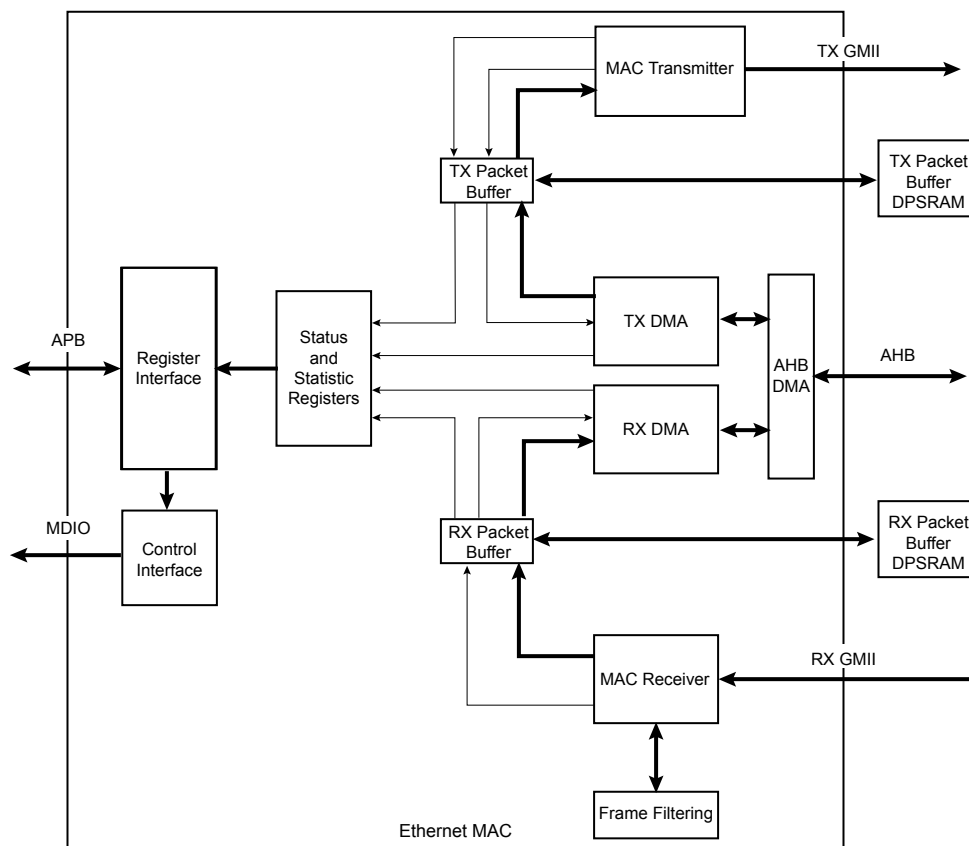 MAC Transmitter
TX GMII
TX Packet
Buffer
DPSRAM
TX Packet
Buffer
TX DMA
AHB
DMA
AHB
Status
and
Statistic
Registers
APB
Register
Interface
RX DMA
RX Packet
Buffer
RX Packet
Buffer
DPSRAM
MDIO
Control
Interface
MAC Receiver
RX GMII
Frame Filtering
Ethernet MAC